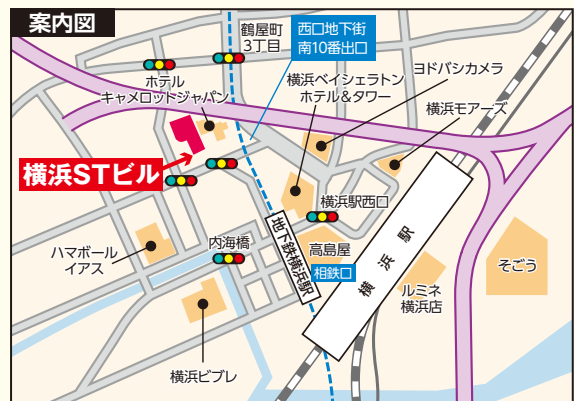 案内図
鶴屋町
3丁目
西口地下街
南10番出口
ホテル
キャメロットジャパン
横浜ベイシェラトン
ホテル&タワー
ヨドバシカメラ
横浜モアーズ
横浜STビル
横浜駅西口
ハマボール
イアス
内海橋
地下鉄横浜駅
高島屋
相鉄口
横浜駅
ルミネ
横浜店
そごう
横浜ビブレ